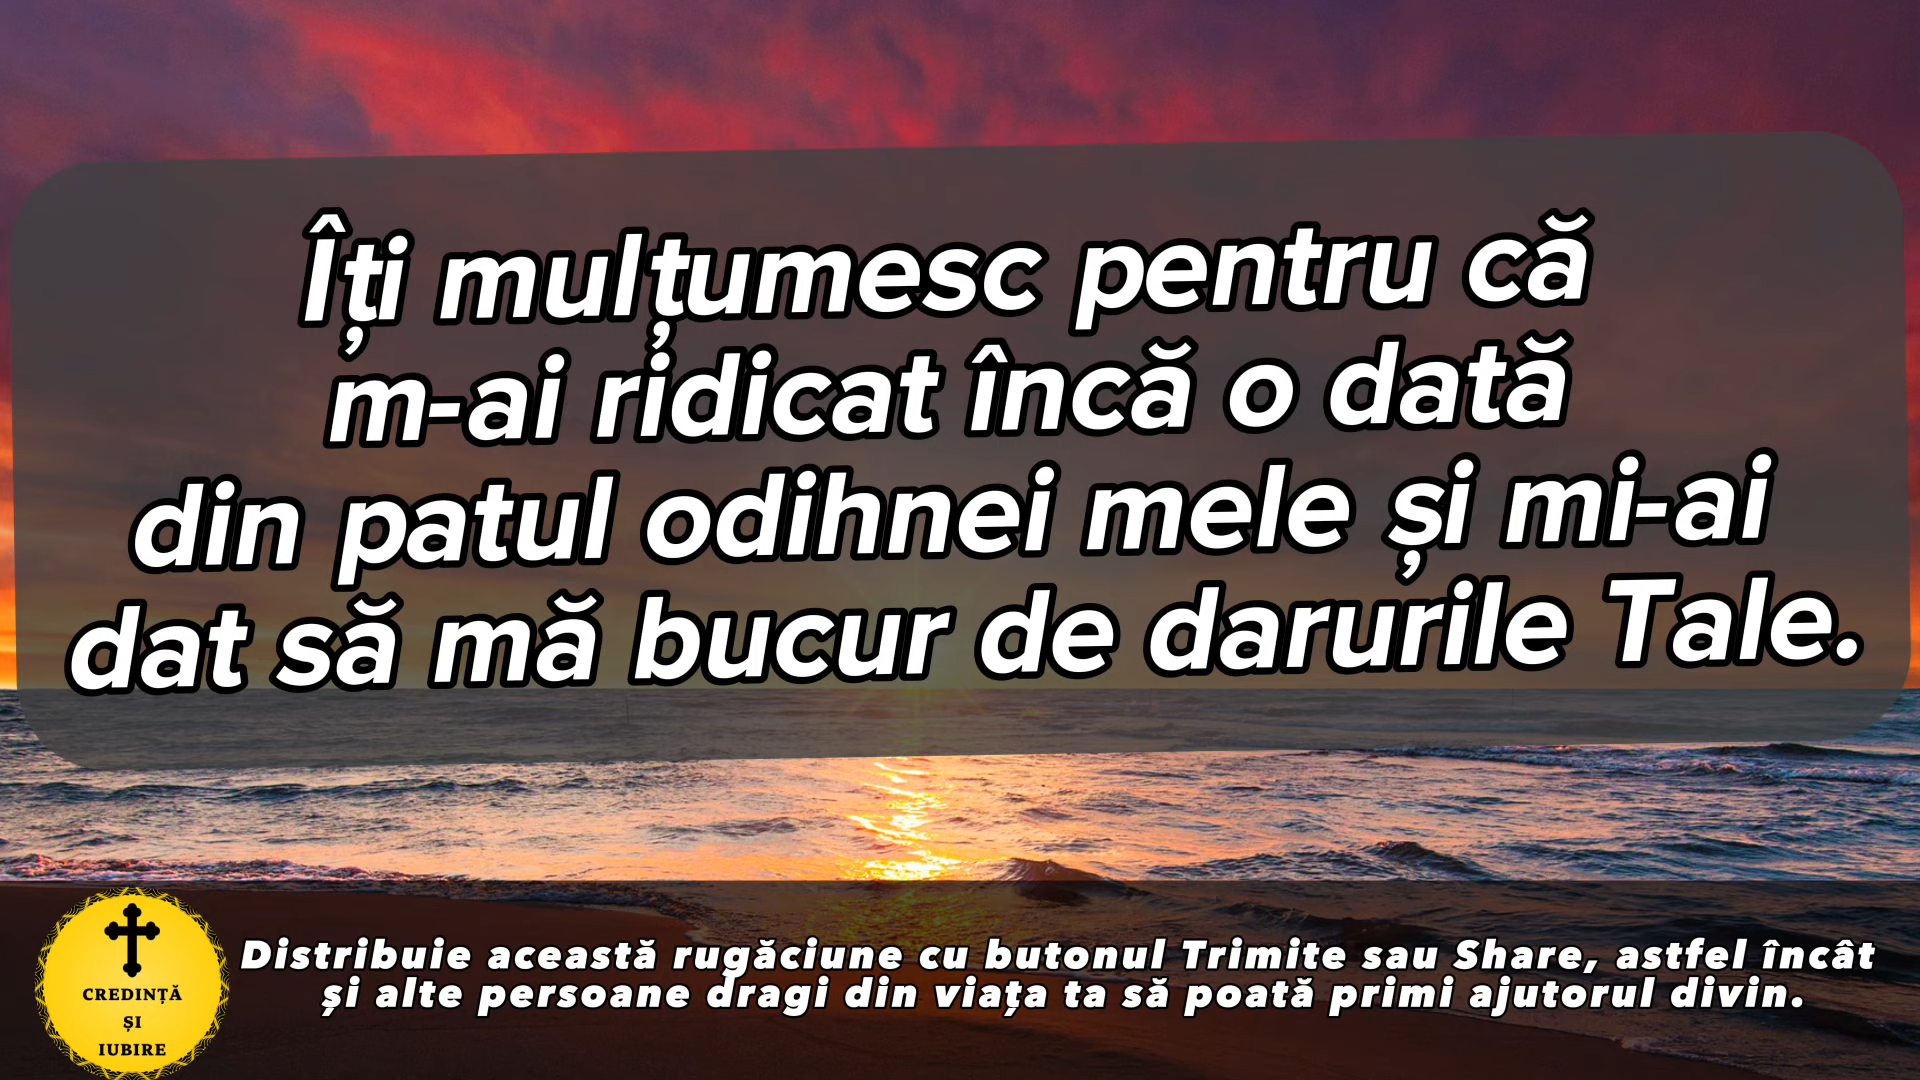 Îți mulțumesc pentru că
m-ai ridicat încă o dată
din patul odihnei mele și mi-ai
dat să mă bucur de darurile Tale.
CREDINȚĂ
ȘI
IUBIRE
Distribuie această rugăciune cu butonul Trimite sau Share, astfel încât
și alte persoane dragi din viața ta să poată primi ajutorul divin.